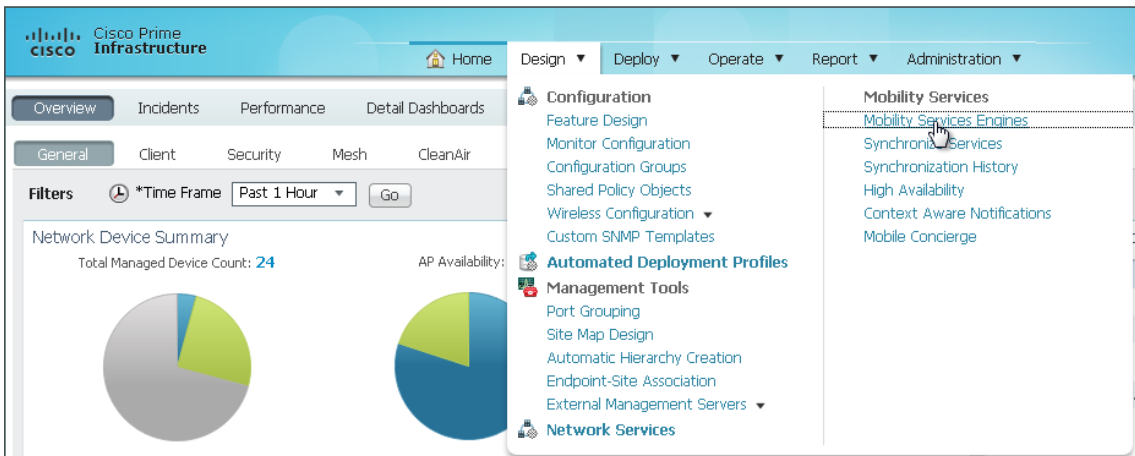 Cisco Prime
CISCO Infrastructure
Home Design ▼ Deploy ▼ Operate ▼ Report ▼ Administration ▼
Overview Incidents Performance Detail Dashboards
General Client Security Mesh CleanAir
Filters *Time Frame Past 1 Hour Go
Network Device Summary
Total Managed Device Count: 24
AP Availability:
Configuration
Feature Design
Monitor Configuration
Configuration Groups
Shared Policy Objects
Wireless Configuration ▼
Custom SNMP Templates
Automated Deployment Profiles
Management Tools
Port Grouping
Site Map Design
Automatic Hierarchy Creation
Endpoint-Site Association
External Management Servers ▼
Network Services
Mobility Services
Mobility Services Engines
Synchronize Services
Synchronization History
High Availability
Context Aware Notifications
Mobile Concierge